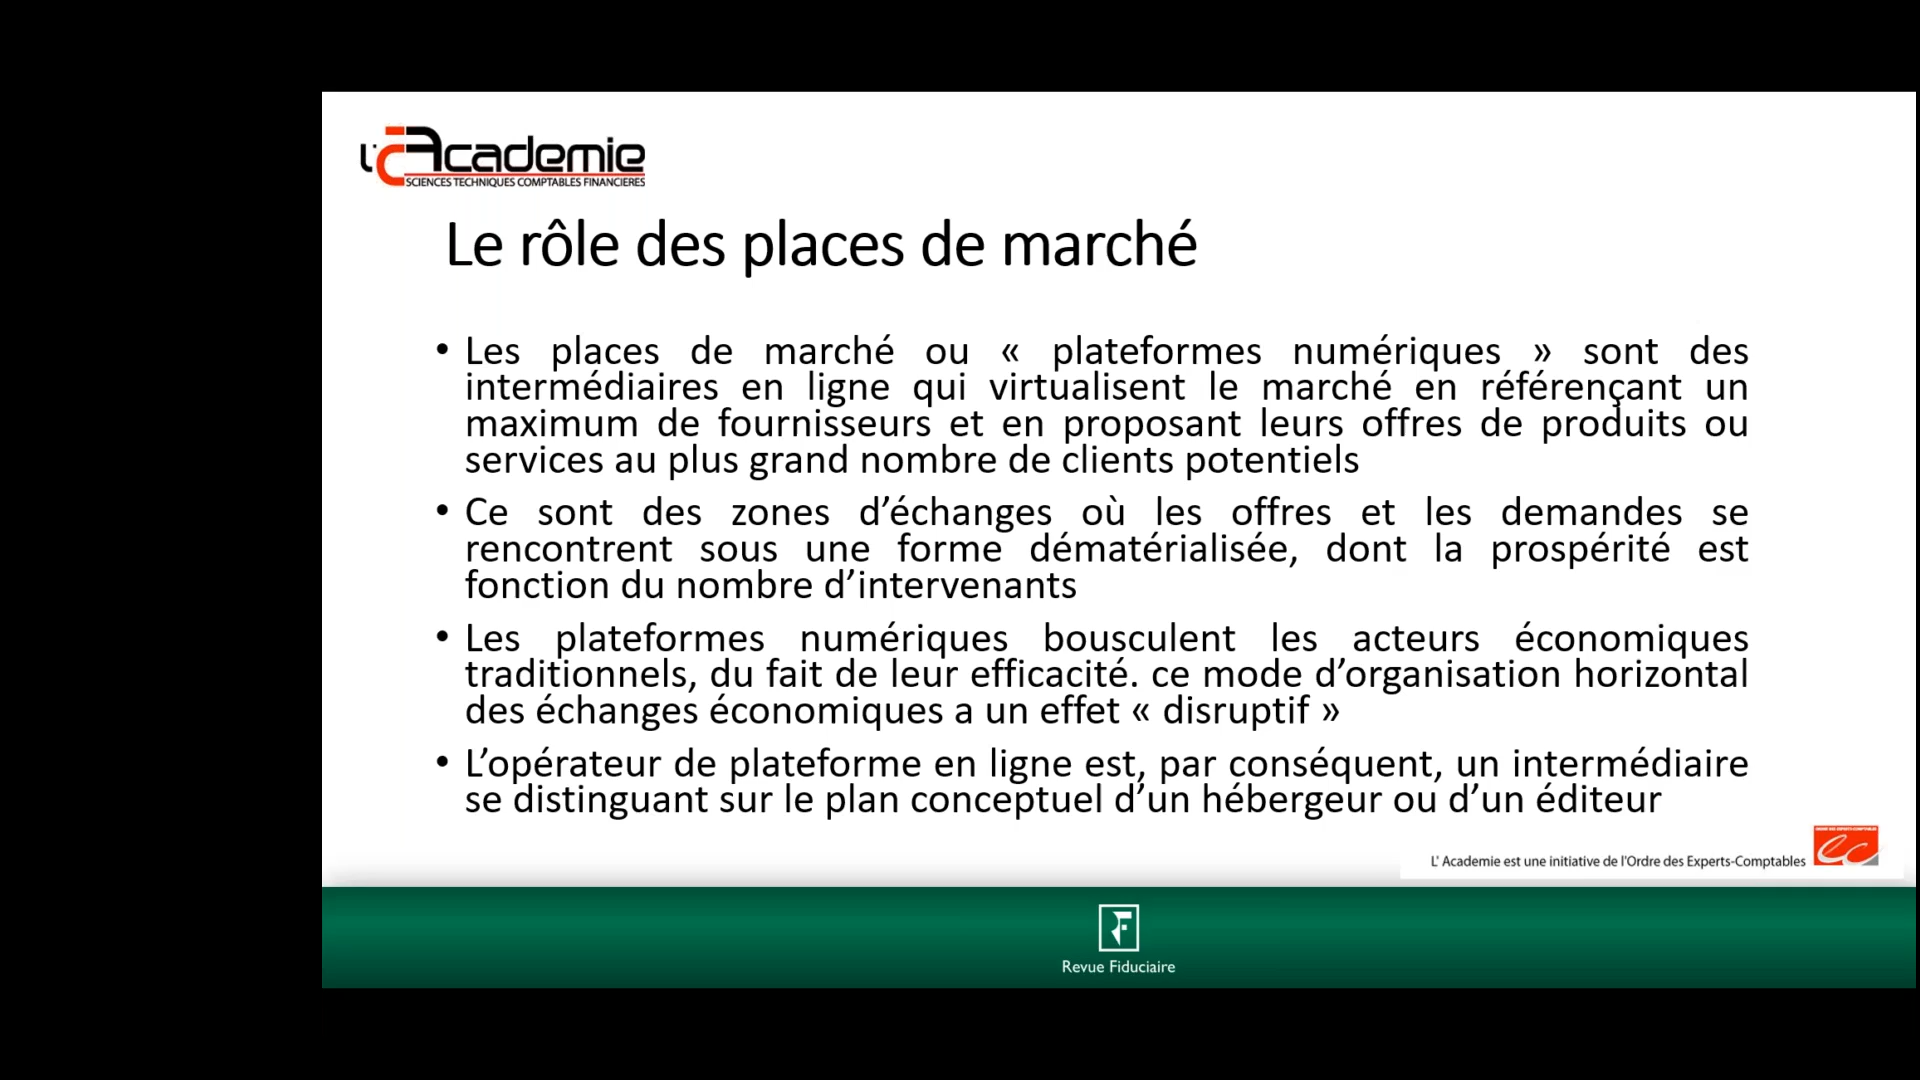 L'Academie
SCIENCES TECHNIQUES COMPTABLES FINANCIERES
Le rôle des places de marché
• Les places de marché ou « plateformes numériques » sont des
intermédiaires en ligne qui virtualisent le marché en référençant un
maximum de fournisseurs et en proposant leurs offres de produits ou
services au plus grand nombre de clients potentiels
• Ce sont des zones d’échanges où les offres et les demandes se
rencontrent sous une forme dématérialisée, dont la prospérité est
fonction du nombre d’intervenants
• Les plateformes numériques bousculent les acteurs économiques
traditionnels, du fait de leur efficacité. ce mode d’organisation horizontal
des échanges économiques a un effet « disruptif »
• L’opérateur de plateforme en ligne est, par conséquent, un intermédiaire
se distinguant sur le plan conceptuel d’un hébergeur ou d’un éditeur
ORDRE DES EXPERTS-COMPTABLES
ec
L' Academie est une initiative de l'Ordre des Experts-Comptables
RF
Revue Fiduciaire